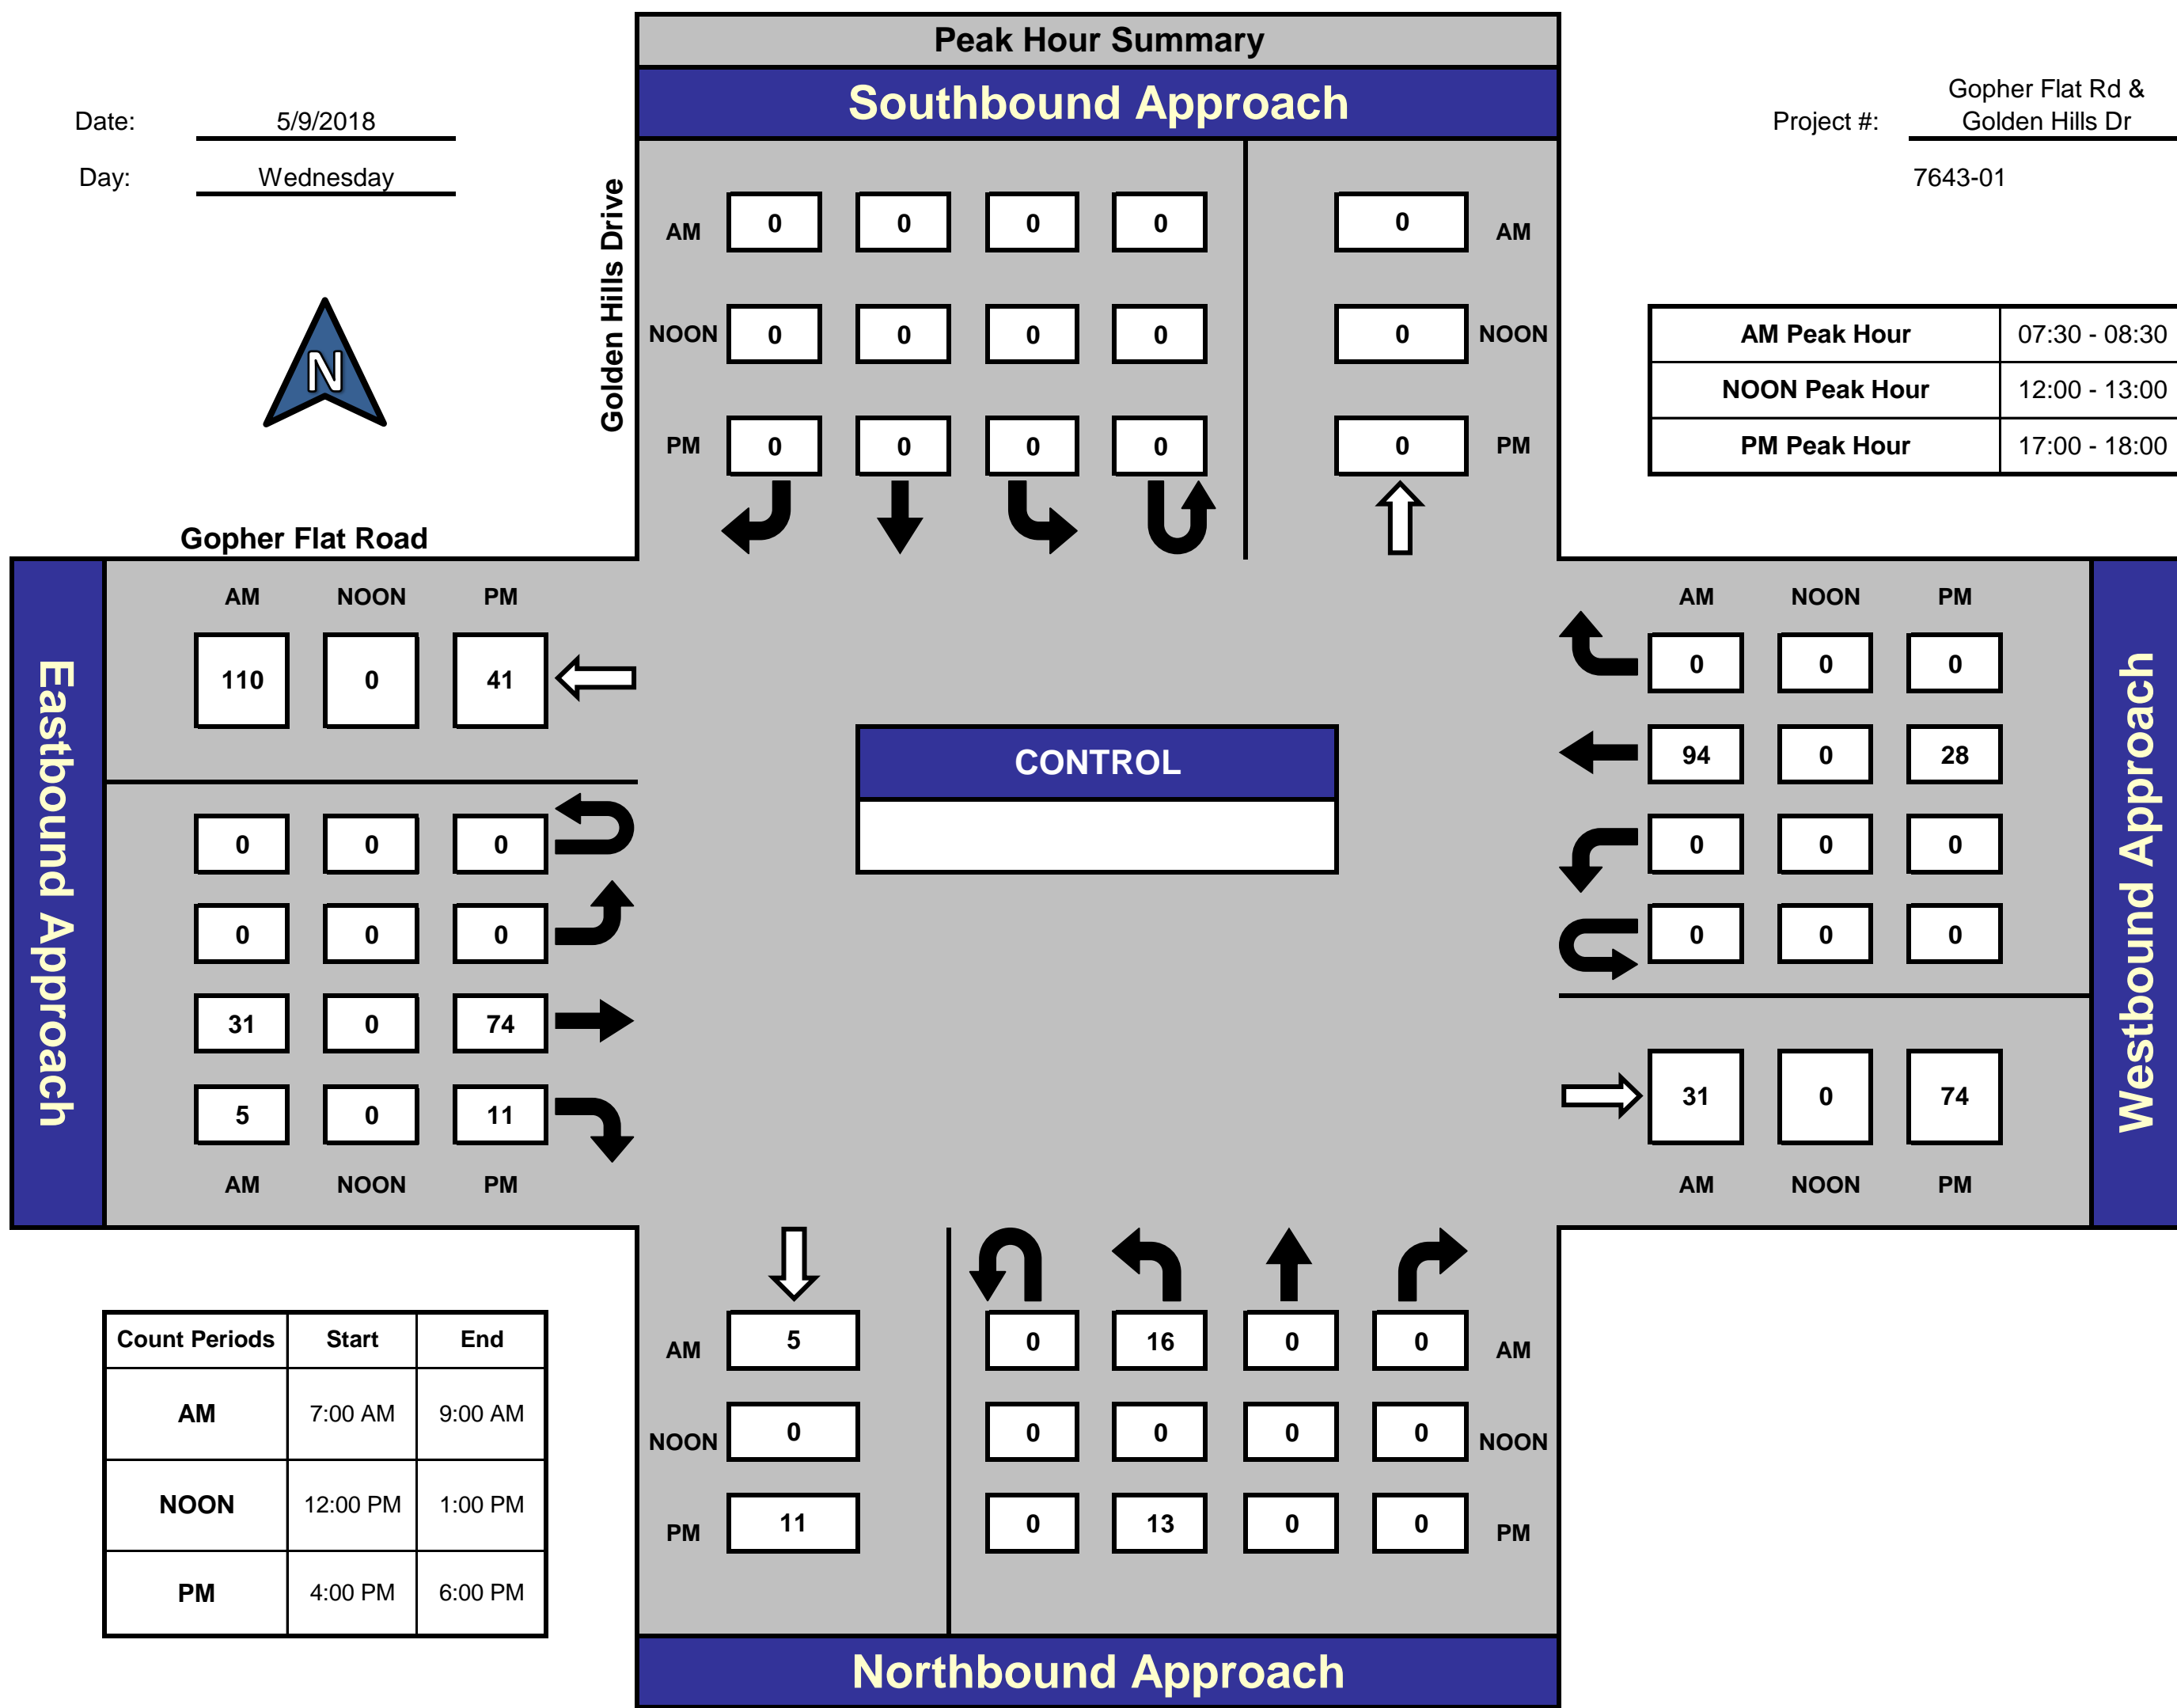 Peak Hour Summary
Southbound Approach
Date: 5/9/2018
Day: Wednesday
Project #: Gopher Flat Rd &
Golden Hills Dr
7643-01
N
Golden Hills Drive
AM 0 0 0 0 0 AM
NOON 0 0 0 0 0 NOON
PM 0 0 0 0 0 PM
AM Peak Hour 07:30 - 08:30
NOON Peak Hour 12:00 - 13:00
PM Peak Hour 17:00 - 18:00
Gopher Flat Road
Eastbound Approach
AM NOON PM
110 0 41
0 0 0
0 0 0
31 0 74
5 0 11
AM NOON PM
CONTROL
AM NOON PM
0 0 0
94 0 28
0 0 0
0 0 0
31 0 74
AM NOON PM
Westbound Approach
Count Periods Start End
AM 7:00 AM 9:00 AM
NOON 12:00 PM 1:00 PM
PM 4:00 PM 6:00 PM
AM 5 0 16 0 0 AM
NOON 0 0 0 0 0 NOON
PM 11 0 13 0 0 PM
Northbound Approach